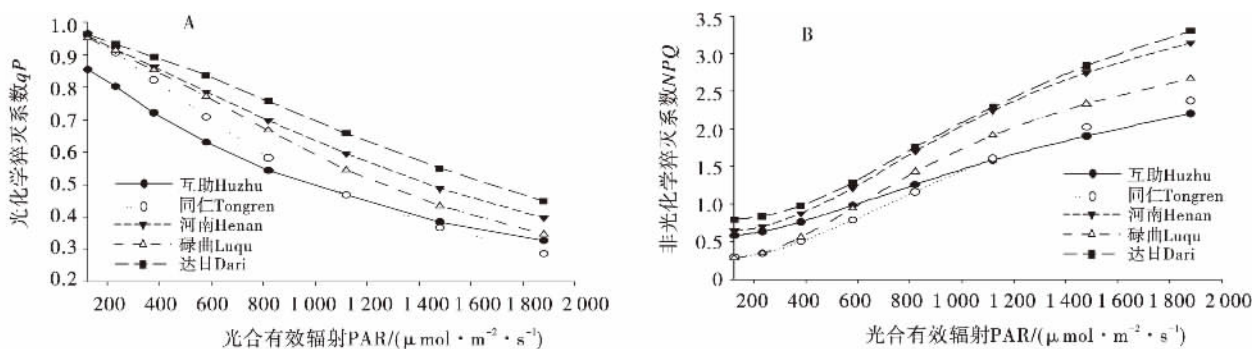 A
光化学猝灭系数qP
1.0
0.9
0.8
0.7
0.6
0.5
0.4
0.3
0.2
互助Huzhu
同仁Tongren
河南Henan
碌曲Luqu
达日Dari
200 400 600 800 1 000 1 200 1 400 1 600 1 800 2 000
光合有效辐射PAR/(μmol·m⁻²·s⁻¹)
B
非光化学猝灭系数NPQ
3.5
3.0
2.5
2.0
1.5
1.0
0.5
0
互助Huzhu
同仁Tongren
河南Henan
碌曲Luqu
达日Dari
200 400 600 800 1 000 1 200 1 400 1 600 1 800 2 000
光合有效辐射PAR/(μmol·m⁻²·s⁻¹)